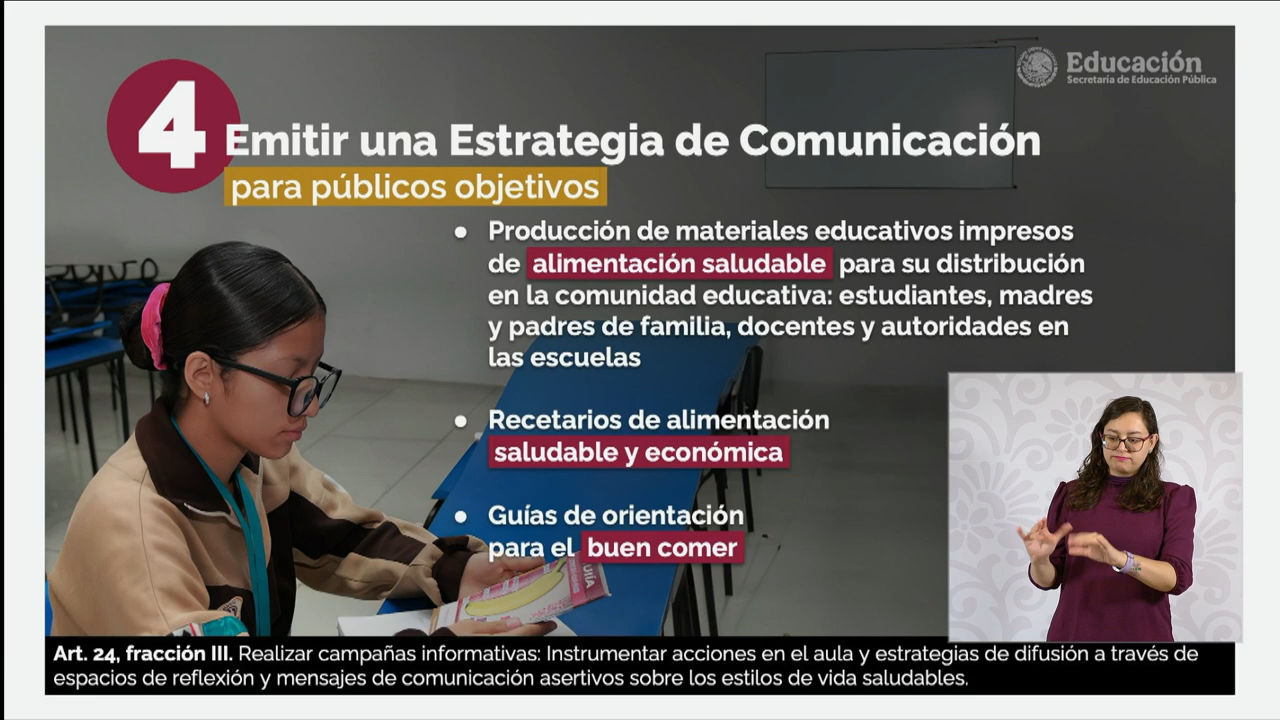 Educación
Secretaría de Educación Pública
4
Emitir una Estrategia de Comunicación
para públicos objetivos
● Producción de materiales educativos impresos
de alimentación saludable para su distribución
en la comunidad educativa: estudiantes, madres
y padres de familia, docentes y autoridades en
las escuelas
● Recetarios de alimentación
saludable y económica
● Guías de orientación
para el buen comer
Art. 24, fracción III. Realizar campañas informativas: Instrumentar acciones en el aula y estrategias de difusión a través de
espacios de reflexión y mensajes de comunicación asertivos sobre los estilos de vida saludables.